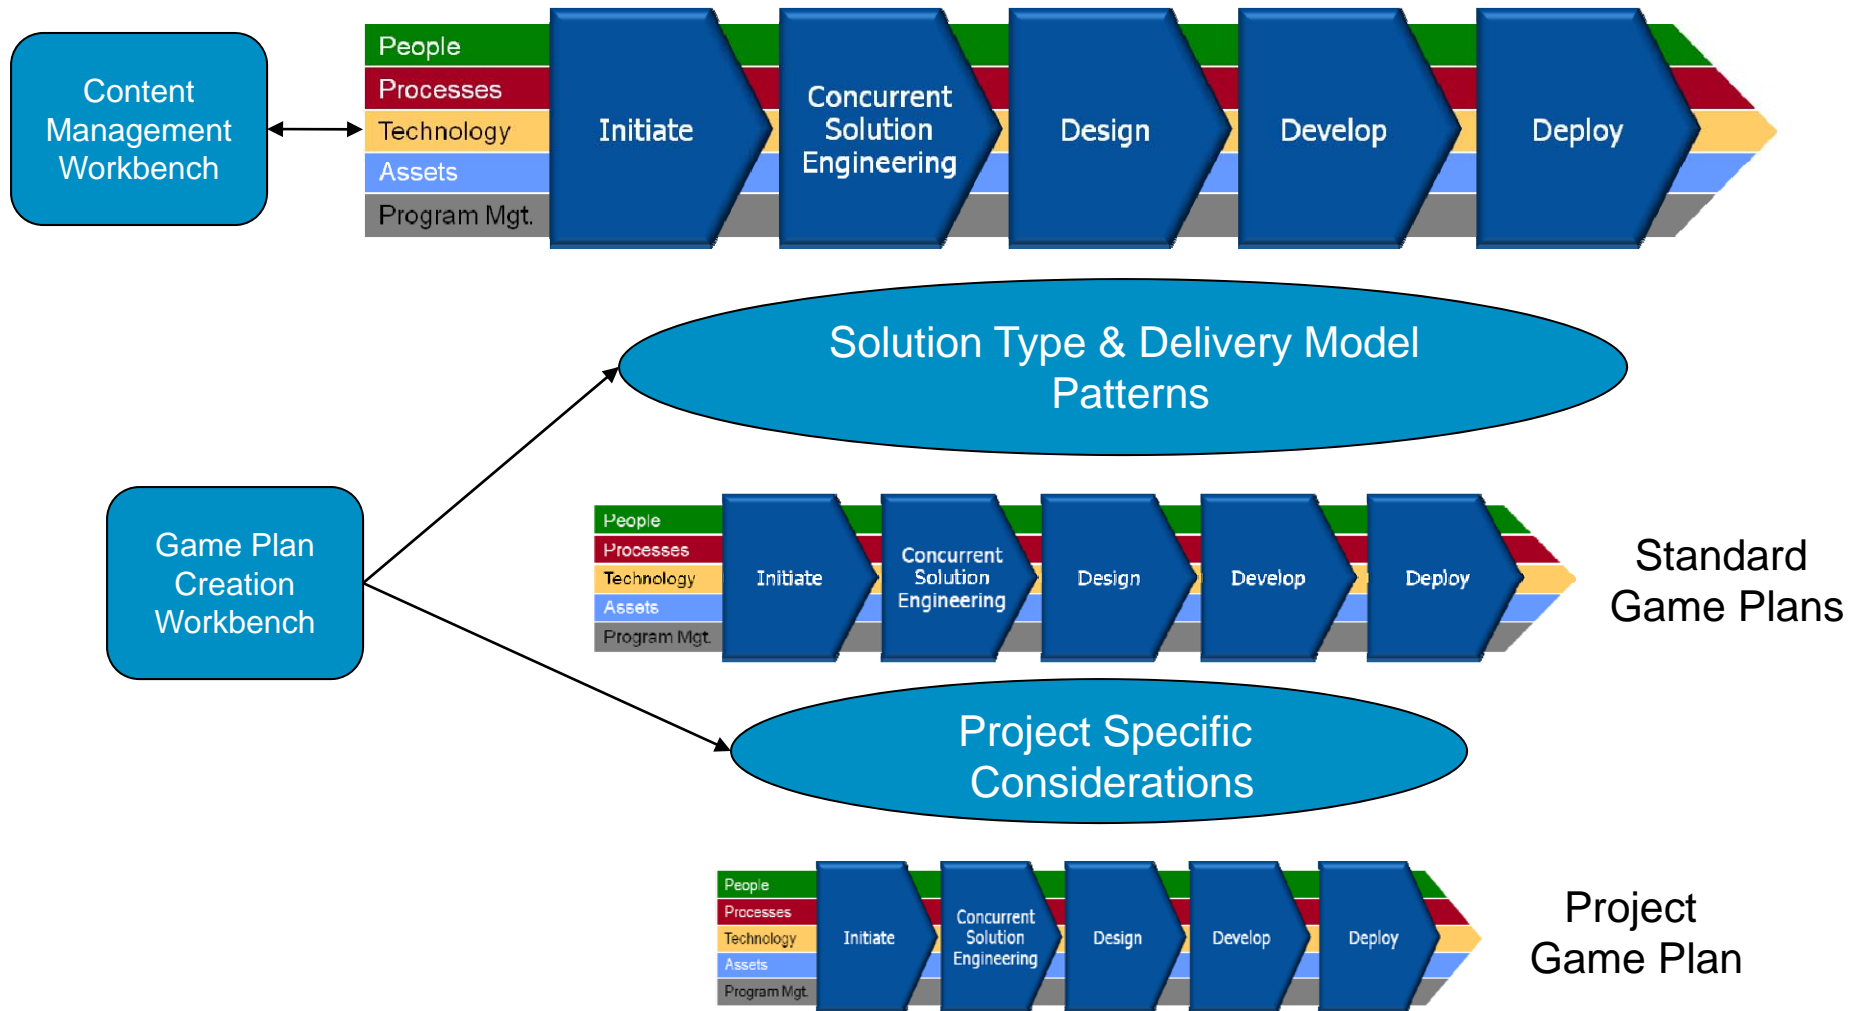 Content
Management
Workbench
People
Processes
Technology
Assets
Program Mgt.
Initiate
Concurrent
Solution
Engineering
Design
Develop
Deploy
Solution Type & Delivery Model
Patterns
Game Plan
Creation
Workbench
People
Processes
Technology
Assets
Program Mgt.
Initiate
Concurrent
Solution
Engineering
Design
Develop
Deploy
Standard
Game Plans
Project Specific
Considerations
People
Processes
Technology
Assets
Program Mgt.
Initiate
Concurrent
Solution
Engineering
Design
Develop
Deploy
Project
Game Plan